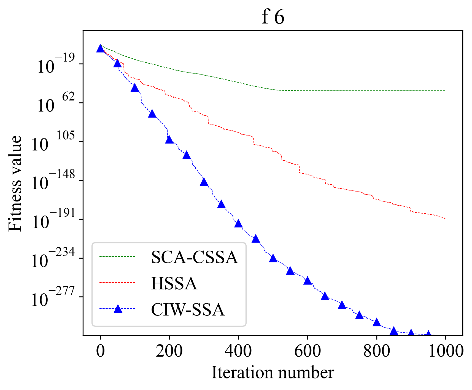 f 6
10^-19
10^62
10^105
10^-148
10^-191
10^-234
10^-277
Fitness value
SCA-CSSA
HSSA
CIW-SSA
0 200 400 600 800 1000
Iteration number